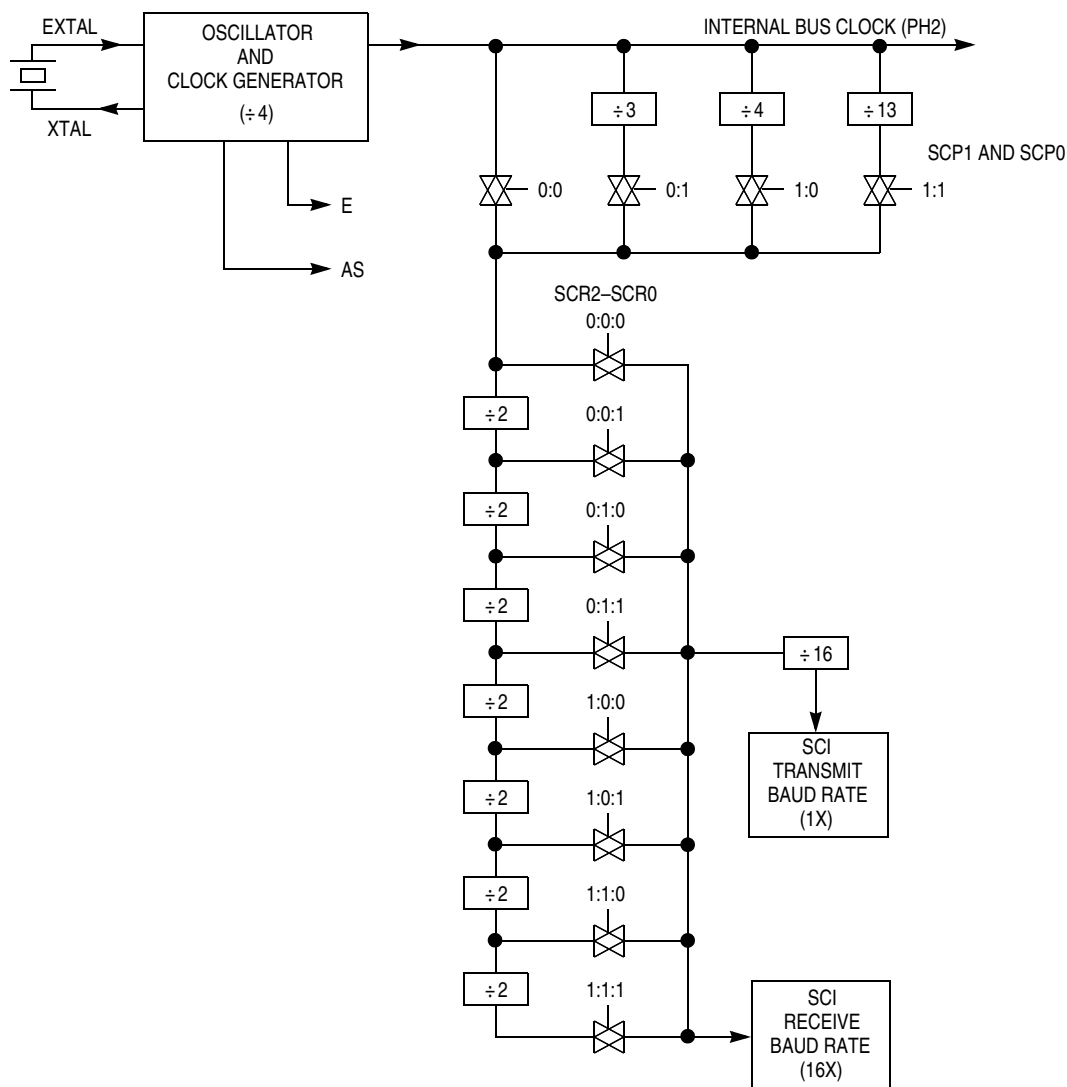 EXTAL
XTAL
OSCILLATOR
AND
CLOCK GENERATOR
(÷4)
INTERNAL BUS CLOCK (PH2)
÷3
÷4
÷13
SCP1 AND SCP0
0:0
0:1
1:0
1:1
E
AS
SCR2–SCR0
0:0:0
÷2
0:0:1
÷2
0:1:0
÷2
0:1:1
÷16
÷2
1:0:0
SCI
TRANSMIT
BAUD RATE
(1X)
÷2
1:0:1
÷2
1:1:0
÷2
1:1:1
SCI
RECEIVE
BAUD RATE
(16X)